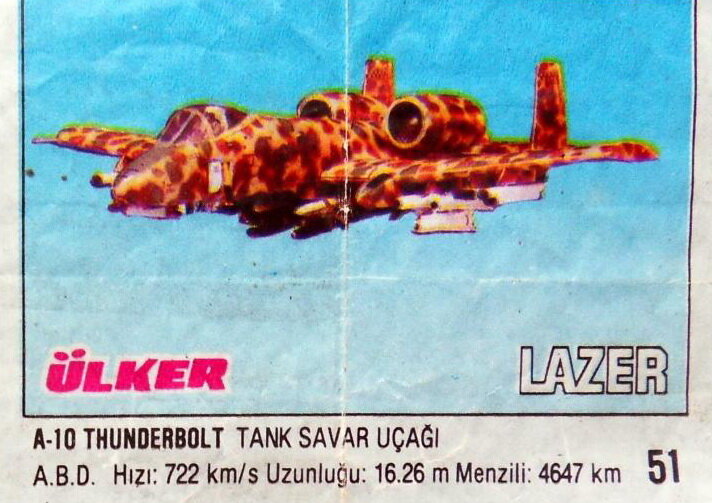 ÜLKER
LAZER
A-10 THUNDERBOLT TANK SAVAR UÇAĞI
A.B.D. Hızı: 722 km/s Uzunluğu: 16.26 m Menzili: 4647 km 51